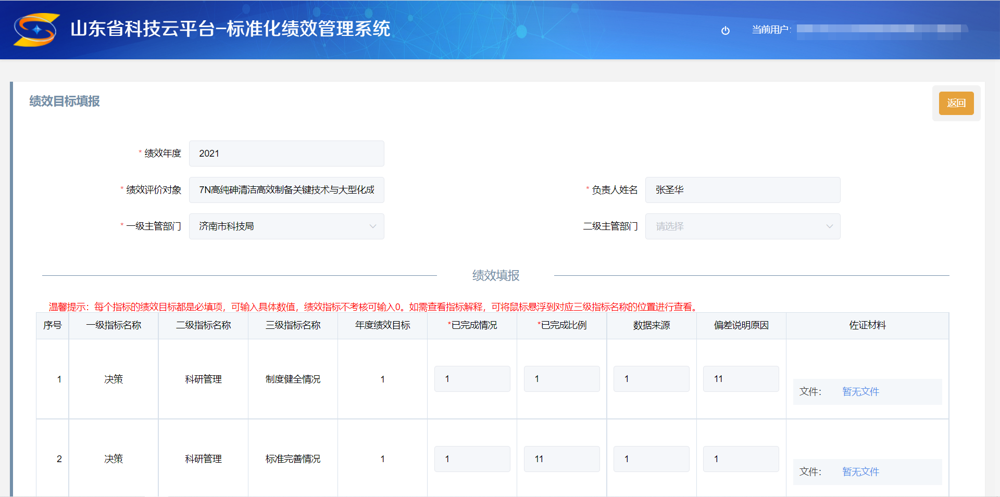 山东省科技云平台-标准化绩效管理系统
当前用户:
绩效目标填报
返回
* 绩效年度 2021
* 绩效评价对象 7N高纯砷清洁高效制备关键技术与大型化成 * 负责人姓名 张圣华
* 一级主管部门 济南市科技局 二级主管部门 请选择
绩效填报
温馨提示：每个指标的绩效目标都是必填项，可输入具体数值，绩效指标不考核可输入0。如需查看指标解释，可将鼠标悬浮到对应三级指标名称的位置进行查看。
序号 一级指标名称 二级指标名称 三级指标名称 年度绩效目标 *已完成情况 *已完成比例 数据来源 偏差说明原因 佐证材料
1 决策 科研管理 制度健全情况 1 1 1 1 11
文件： 暂无文件
2 决策 科研管理 标准完善情况 1 1 11 1 1
文件： 暂无文件